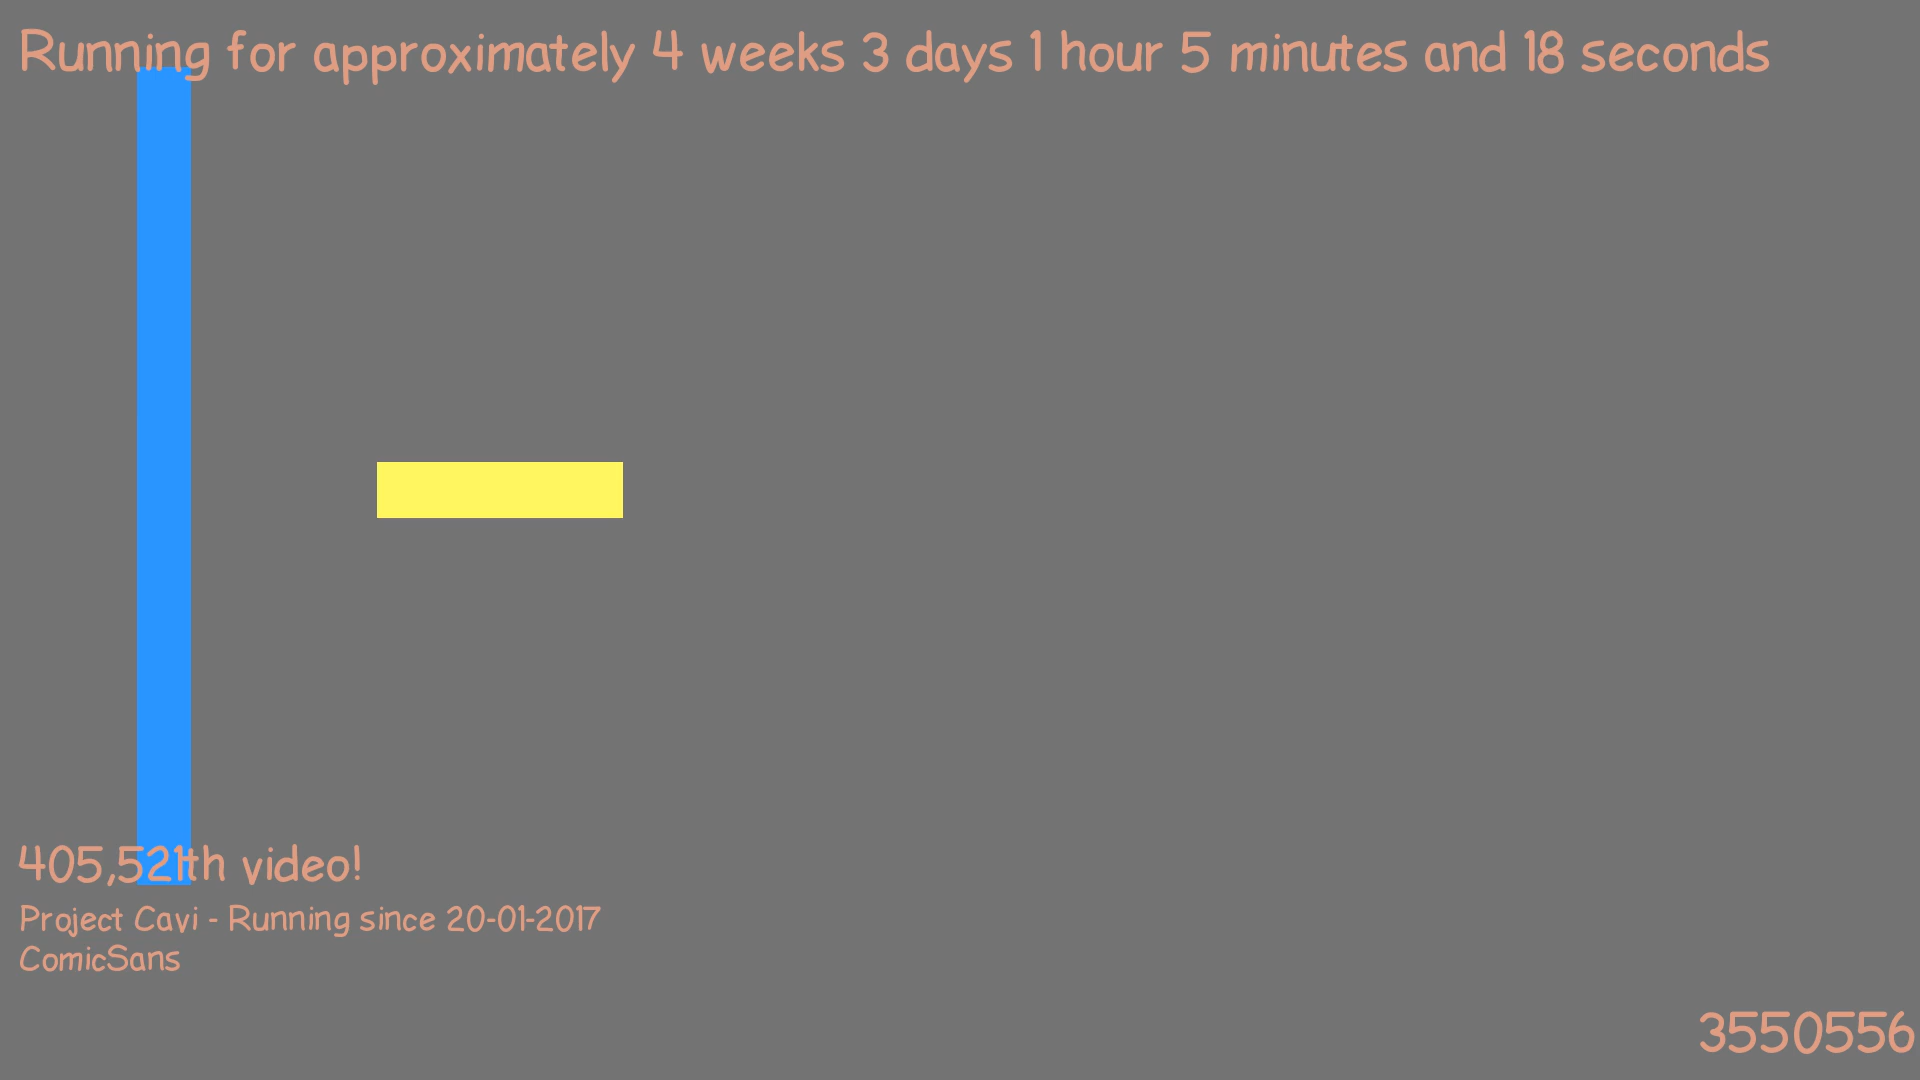 Running for approximately 4 weeks 3 days 1 hour 5 minutes and 18 seconds
405,521th video!
Project Cavi - Running since 20-01-2017
ComicSans
3550556